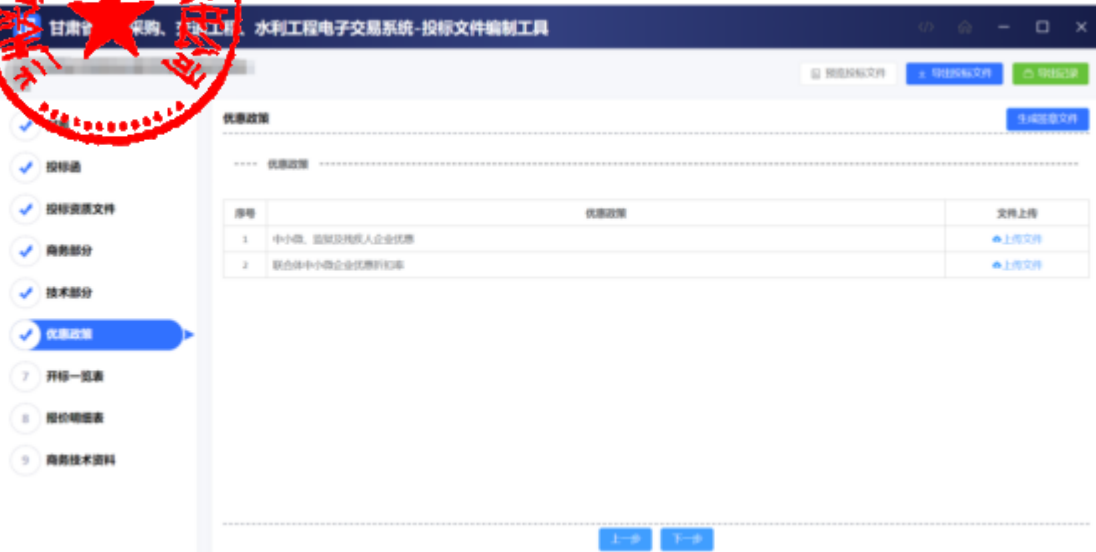 甘肃省 采购、交通工程、水利工程电子交易系统-投标文件编制工具
预览投标文件
导出投标文件
导出记录
优惠政策
生成签章文件
优惠政策
投标函
投标资质文件
商务部分
技术部分
优惠政策
7 开标一览表
8 报价明细表
9 商务技术资料
序号 优惠政策 文件上传
1 中小微、监狱及残疾人企业优惠 上传文件
2 联合体中小微企业优惠折扣率 上传文件
上一步 下一步